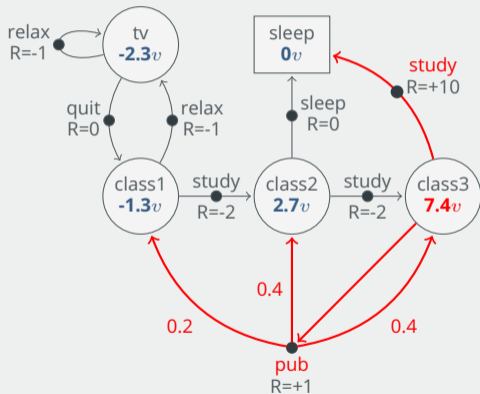 relax
R=-1
tv
-2.3v
sleep
0v
study
R=+10
quit
R=0
relax
R=-1
sleep
R=0
class1
-1.3v
study
R=-2
class2
2.7v
study
R=-2
class3
7.4v
0.2
0.4
0.4
pub
R=+1